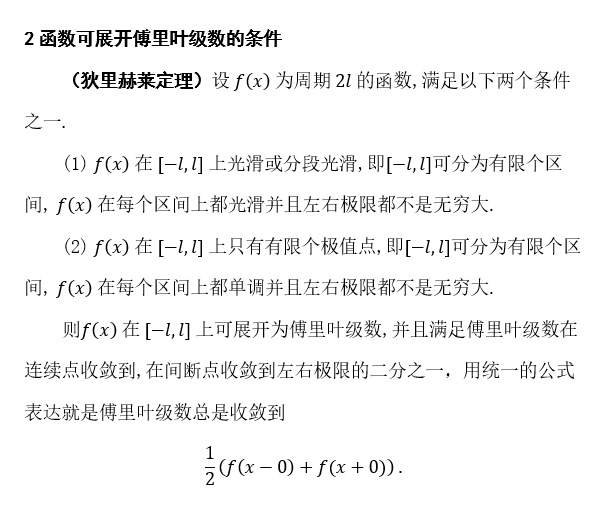 2 函数可展开傅里叶级数的条件
（狄里赫莱定理）设 f(x) 为周期 2l 的函数,满足以下两个条件
之一.
(1) f(x) 在 [−l,l] 上光滑或分段光滑,即[−l,l]可分为有限个区
间, f(x) 在每个区间上都光滑并且左右极限都不是无穷大.
(2) f(x) 在 [−l,l] 上只有有限个极值点,即[−l,l]可分为有限个区
间, f(x) 在每个区间上都单调并且左右极限都不是无穷大.
则f(x) 在 [−l,l] 上可展开为傅里叶级数,并且满足傅里叶级数在
连续点收敛到,在间断点收敛到左右极限的二分之一，用统一的公式
表达就是傅里叶级数总是收敛到
1/2 (f(x − 0) + f(x + 0)).